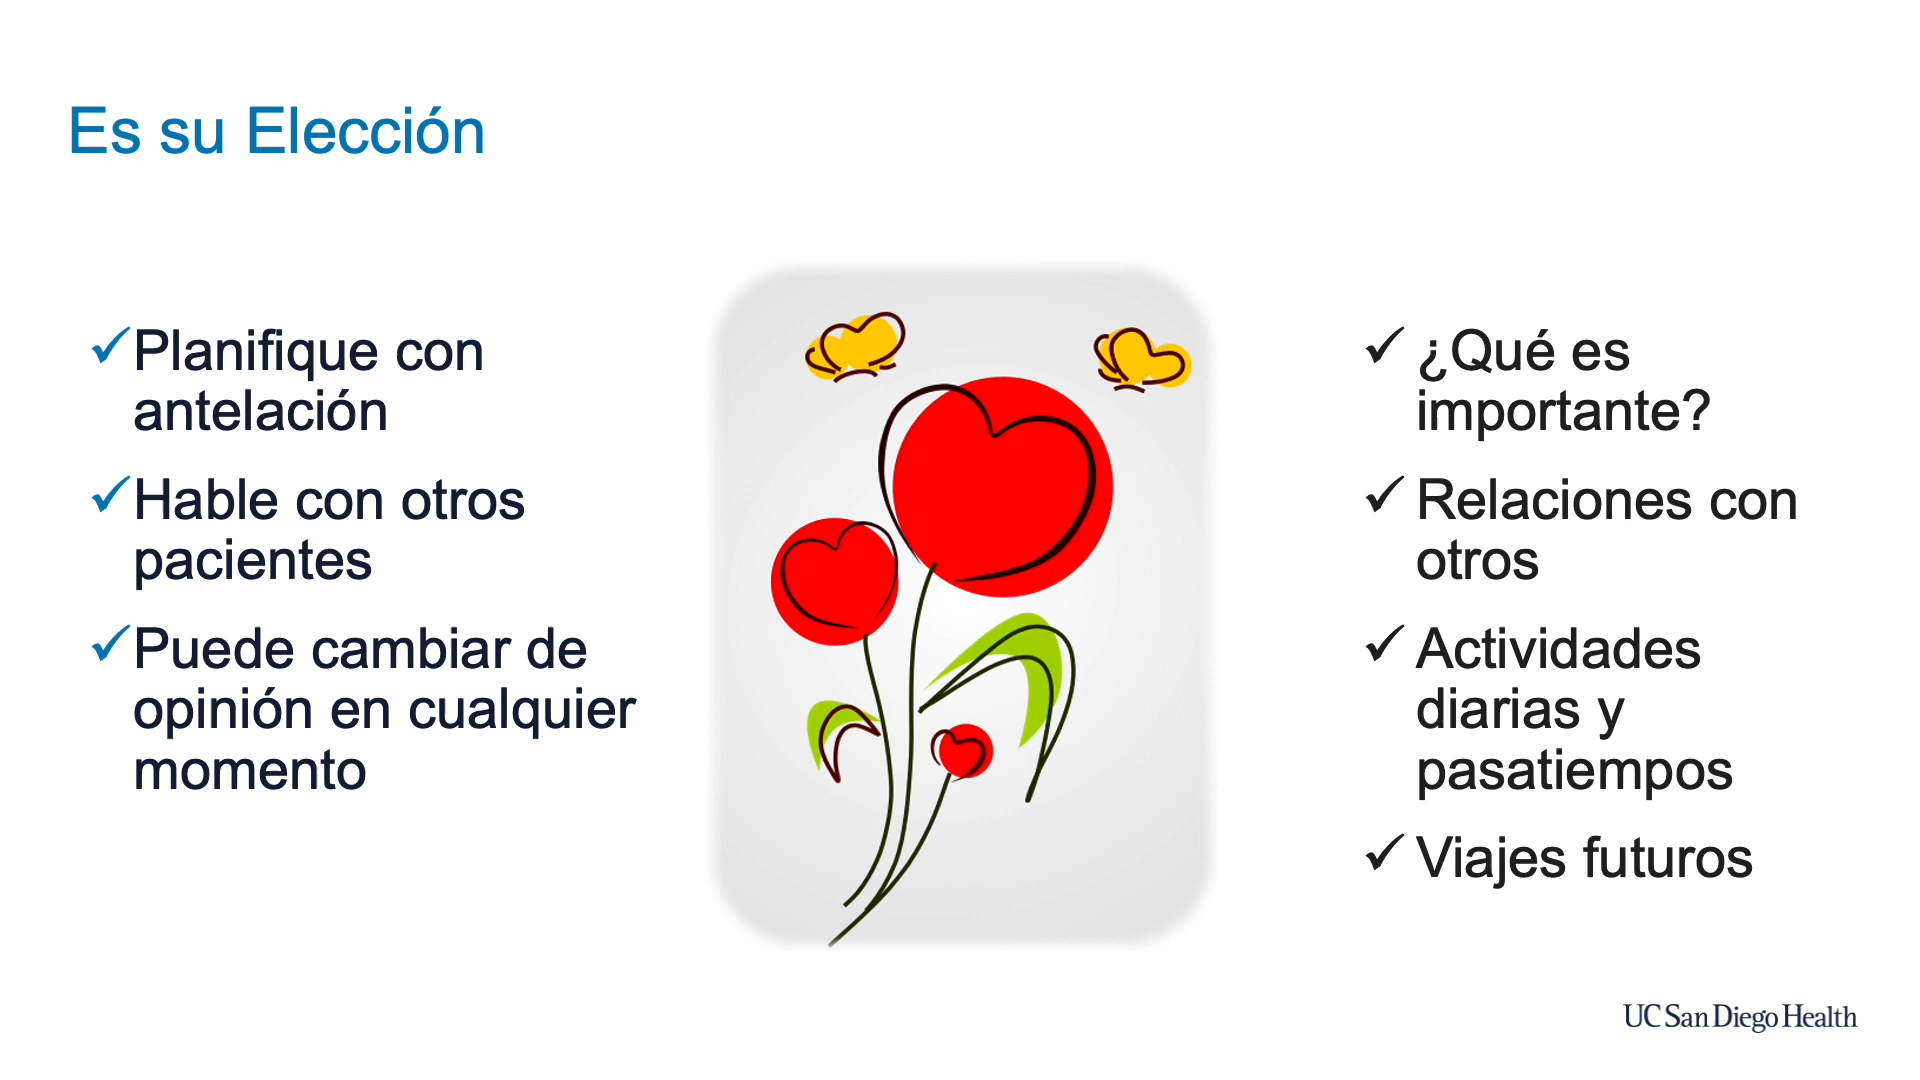 Es su Elección
✓Planifique con
antelación
✓Hable con otros
pacientes
✓Puede cambiar de
opinión en cualquier
momento
✓ ¿Qué es
importante?
✓ Relaciones con
otros
✓ Actividades
diarias y
pasatiempos
✓ Viajes futuros
UC San Diego Health